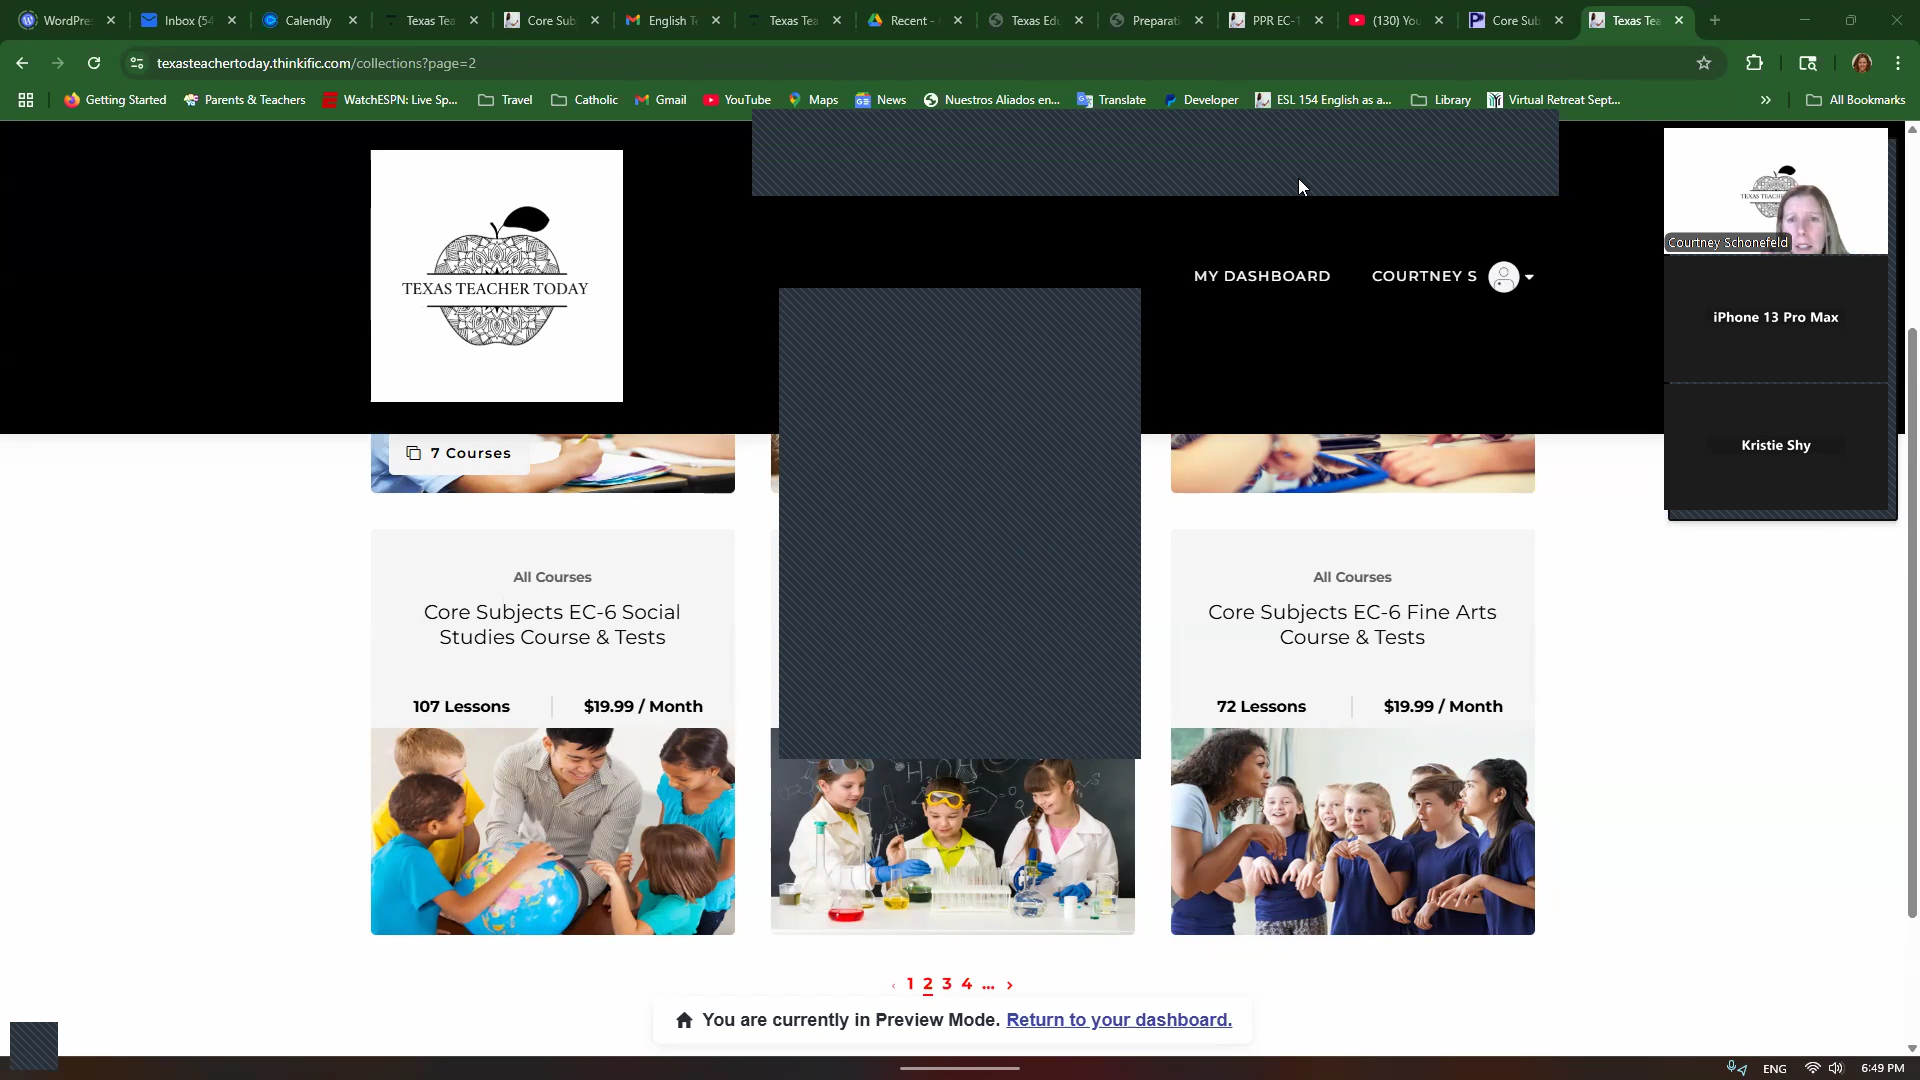 WordPre
Inbox (54
Calendly
Texas Tea
Core Sub
English Te
Texas Tea
Recent -
Texas Edu
Preparati
PPR EC-1
(130) You
Core Sub
Texas Tea
texasteachertoday.thinkific.com/collections?page=2
Getting Started
Parents & Teachers
WatchESPN: Live Sp...
Travel
Catholic
Gmail
YouTube
Maps
News
Nuestros Aliados en...
Translate
Developer
ESL 154 English as a...
Library
Virtual Retreat Sept...
All Bookmarks
TEXAS TEACHER TODAY
MY DASHBOARD
COURTNEY S
Courtney Schonefeld
iPhone 13 Pro Max
Kristie Shy
7 Courses
All Courses
Core Subjects EC-6 Social
Studies Course & Tests
107 Lessons
$19.99 / Month
All Courses
Core Subjects EC-6 Fine Arts
Course & Tests
72 Lessons
$19.99 / Month
‹ 1 2 3 4 ... ›
You are currently in Preview Mode. Return to your dashboard.
ENG
6:49 PM